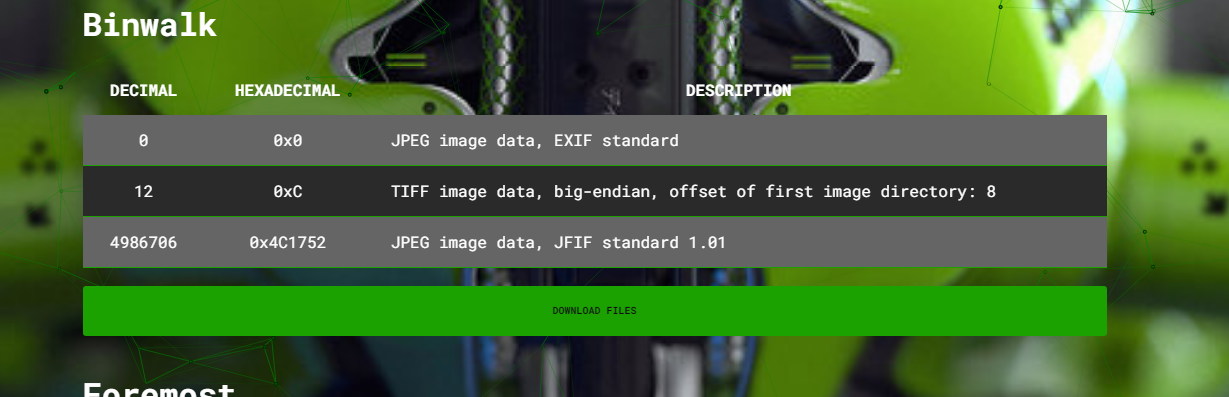 Binwalk
DECIMAL HEXADECIMAL DESCRIPTION
0 0x0 JPEG image data, EXIF standard
12 0xC TIFF image data, big-endian, offset of first image directory: 8
4986706 0x4C1752 JPEG image data, JFIF standard 1.01
DOWNLOAD FILES
Foremost